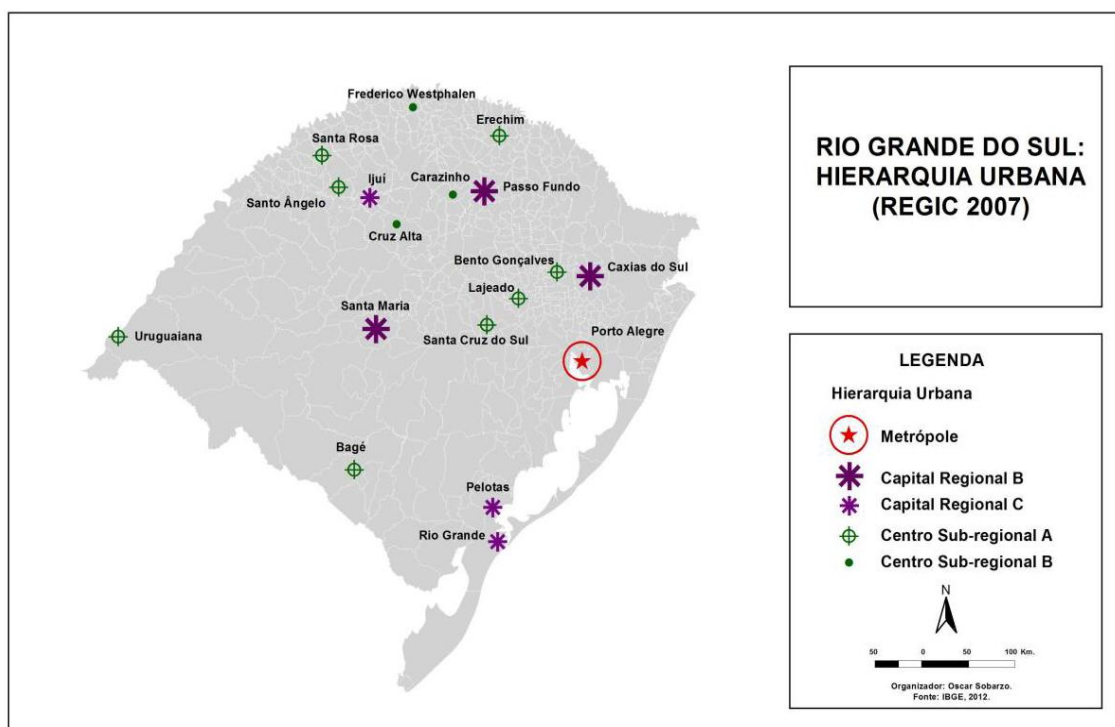 Frederico Westphalen
Erechim
Santa Rosa
Ijuí
Carazinho
Passo Fundo
Santo Ângelo
Cruz Alta
Bento Gonçalves
Caxias do Sul
Lajeado
Santa Maria
Santa Cruz do Sul
Porto Alegre
Uruguaiana
Bagé
Pelotas
Rio Grande
RIO GRANDE DO SUL:
HIERARQUIA URBANA
(REGIC 2007)
LEGENDA
Hierarquia Urbana
Metrópole
Capital Regional B
Capital Regional C
Centro Sub-regional A
Centro Sub-regional B
N
50 0 50 100 Km.
Organizador: Oscar Sobarzo.
Fonte: IBGE, 2012.